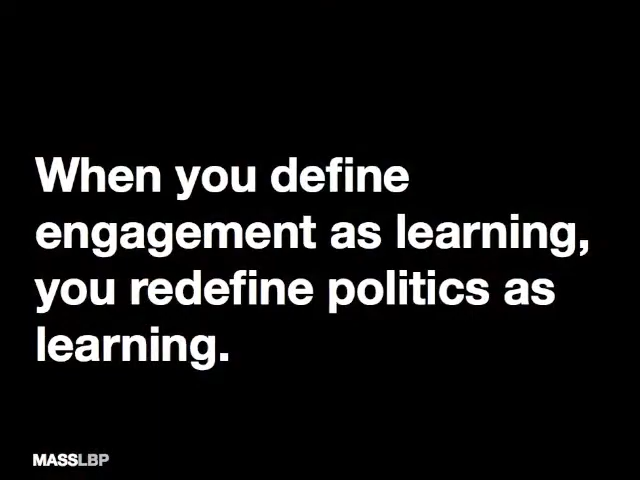 When you define
engagement as learning,
you redefine politics as
learning.
MASSLBP